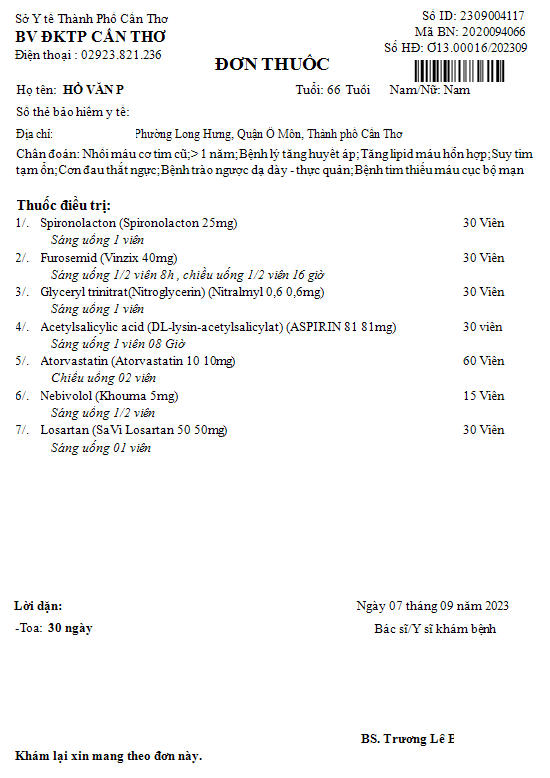 Sở Y tế Thành Phố Cần Thơ
Số ID: 2309004117
BV ĐKTP CẦN THƠ
Mã BN: 2020094066
Điện thoại : 02923.821.236
Số HĐ: Ơ13.00016/202309
ĐƠN THUỐC
Họ tên: HỒ VĂN P
Tuổi: 66 Tuổi
Nam/Nữ: Nam
Số thẻ bảo hiểm y tế:
Địa chỉ: Phường Long Hưng, Quận Ô Môn, Thành phố Cần Thơ
Chẩn đoán: Nhồi máu cơ tim cũ;> 1 năm;Bệnh lý tăng huyết áp;Tăng lipid máu hỗn hợp;Suy tim
tạm ổn;Cơn đau thắt ngực;Bệnh trào ngược dạ dày - thực quản;Bệnh tim thiếu máu cục bộ mạn
Thuốc điều trị:
1/. Spironolacton (Spironolacton 25mg) 30 Viên
Sáng uống 1 viên
2/. Furosemid (Vinzix 40mg) 30 Viên
Sáng uống 1/2 viên 8h , chiều uống 1/2 viên 16 giờ
3/. Glyceryl trinitrat(Nitroglycerin) (Nitralmyl 0,6 0,6mg) 30 Viên
Sáng uống 1 viên
4/. Acetylsalicylic acid (DL-lysin-acetylsalicylat) (ASPIRIN 81 81mg) 30 viên
Sáng uống 1 viên 08 Giờ
5/. Atorvastatin (Atorvastatin 10 10mg) 60 Viên
Chiều uống 02 viên
6/. Nebivolol (Khouma 5mg) 15 Viên
Sáng uống 1/2 viên
7/. Losartan (SaVi Losartan 50 50mg) 30 Viên
Sáng uống 01 viên
Lời dặn:
Ngày 07 tháng 09 năm 2023
-Toa: 30 ngày
Bác sĩ/Y sĩ khám bệnh
BS. Trương Lê
Khám lại xin mang theo đơn này.